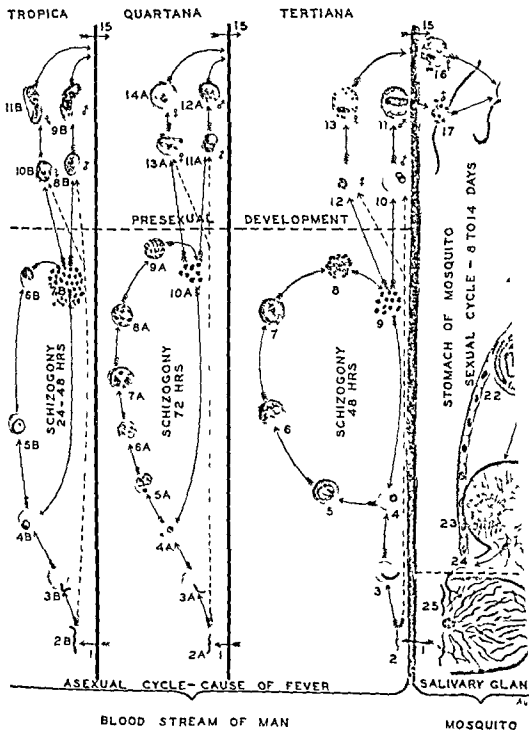 TROPICA QUARTANA TERTIANA
15 15 15
11B 9B 14A 12A 13 11 16
17
10B 8B 13A 11A 12 10
PRESEXUAL DEVELOPMENT
6B 7B 9A 10A 8 9
8A 7
SCHIZOGONY
24-48 HRS
SCHIZOGONY
72 HRS
SCHIZOGONY
48 HRS
STOMACH OF MOSQUITO
SEXUAL CYCLE - 8 TO 14 DAYS
7A 22
5B 6A 6
5A 5 4
4B 4A 23
24
3B 3A 3
25
2B 1 2A 1 2 1
ASEXUAL CYCLE-CAUSE OF FEVER SALIVARY GLAN
BLOOD STREAM OF MAN MOSQUITO